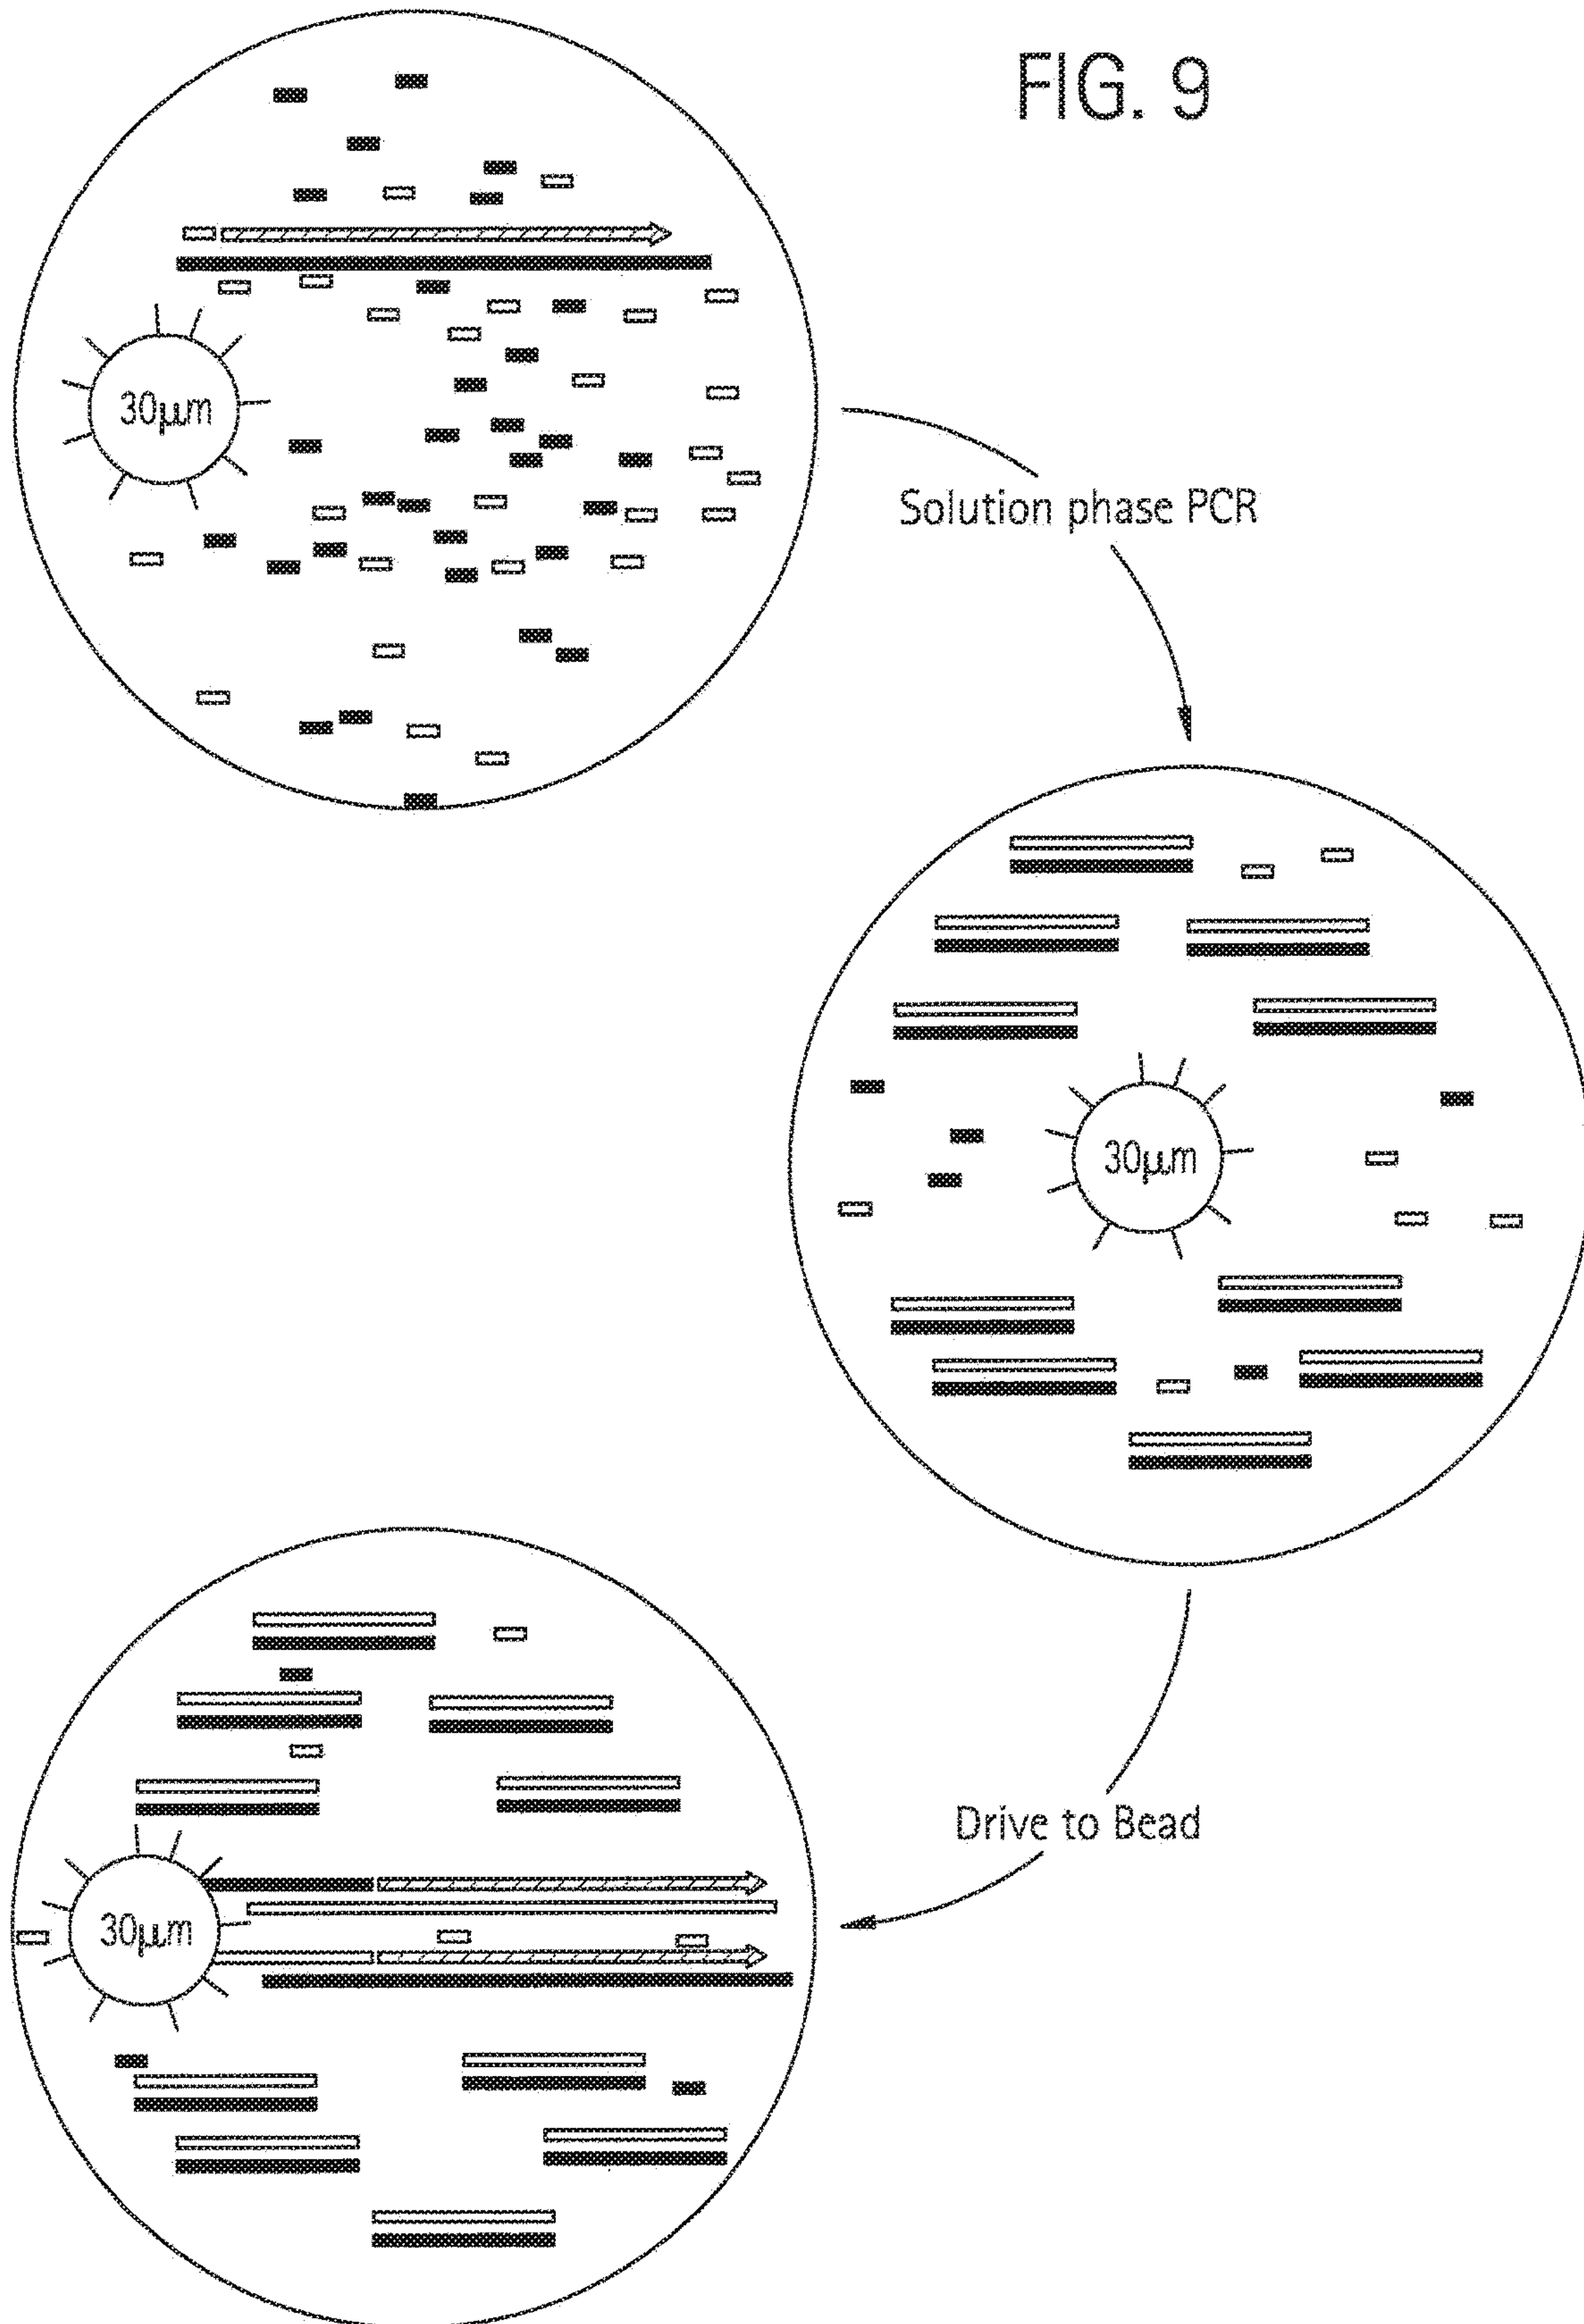 FIG. 9
30μm
Solution phase PCR
30μm
Drive to Bead
30μm